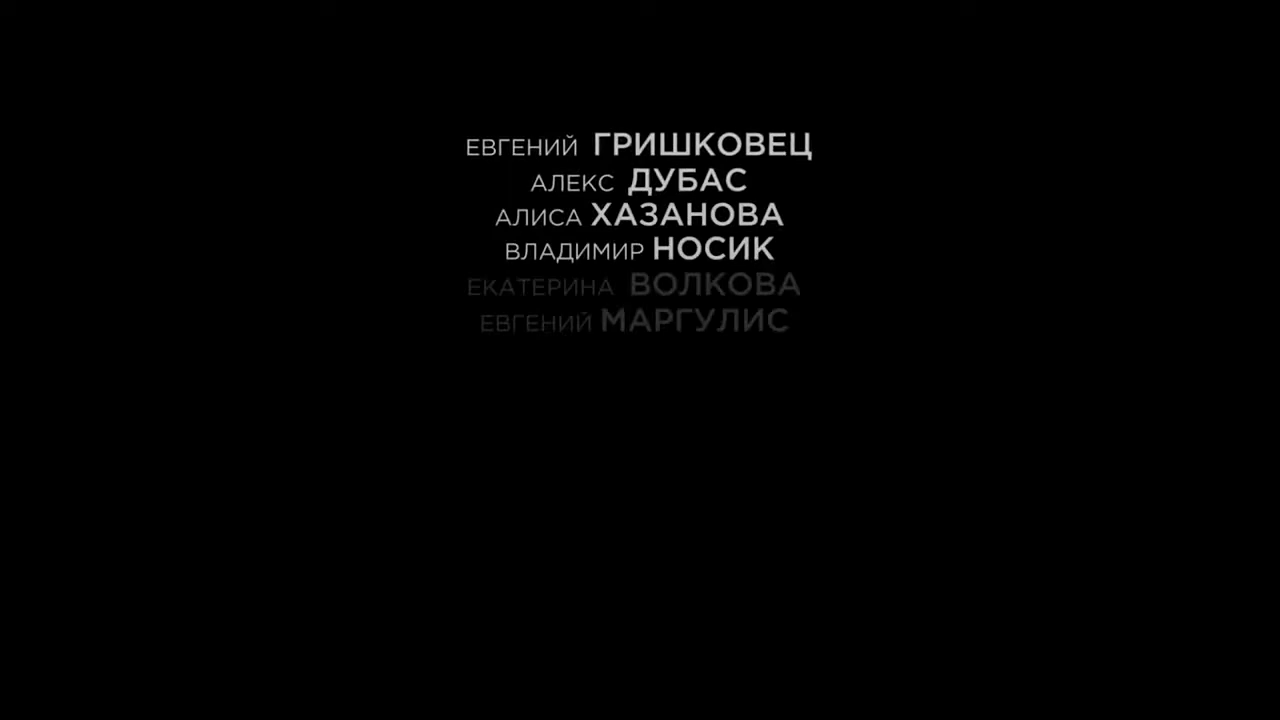 ЕВГЕНИЙ ГРИШКОВЕЦ
АЛЕКС ДУБАС
АЛИСА ХАЗАНОВА
ВЛАДИМИР НОСИК
ЕКАТЕРИНА ВОЛКОВА
ЕВГЕНИЙ МАРГУЛИС